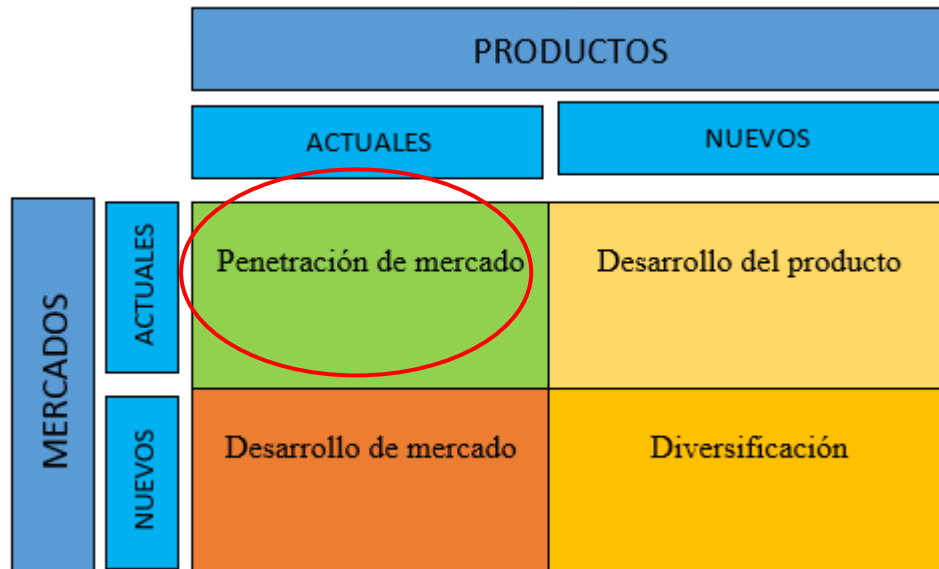 PRODUCTOS
ACTUALES
NUEVOS
MERCADOS
ACTUALES
Penetración de mercado
Desarrollo del producto
NUEVOS
Desarrollo de mercado
Diversificación